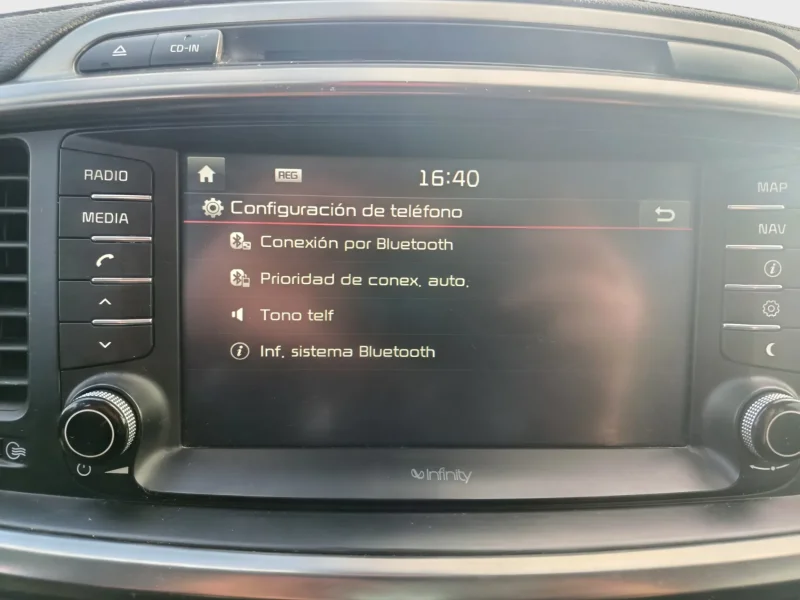 CD-IN
RADIO
MEDIA
REG
16:40
Configuración de teléfono
Conexión por Bluetooth
Prioridad de conex. auto.
Tono telf
Inf. sistema Bluetooth
MAP
NAV
Infinity